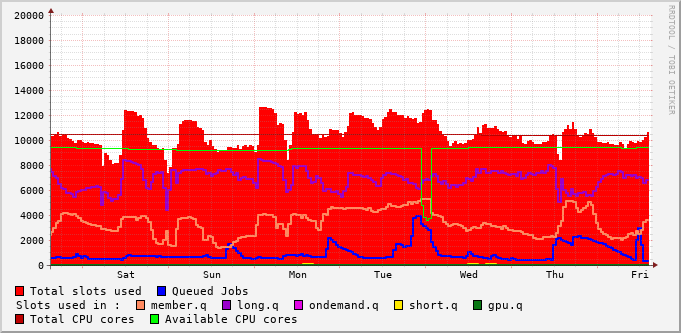 20000
18000
16000
14000
12000
10000
8000
6000
4000
2000
0
Sat Sun Mon Tue Wed Thu Fri
Total slots used Queued Jobs
Slots used in : member.q long.q ondemand.q short.q gpu.q
Total CPU cores Available CPU cores
RRDTOOL / TOBI OETIKER